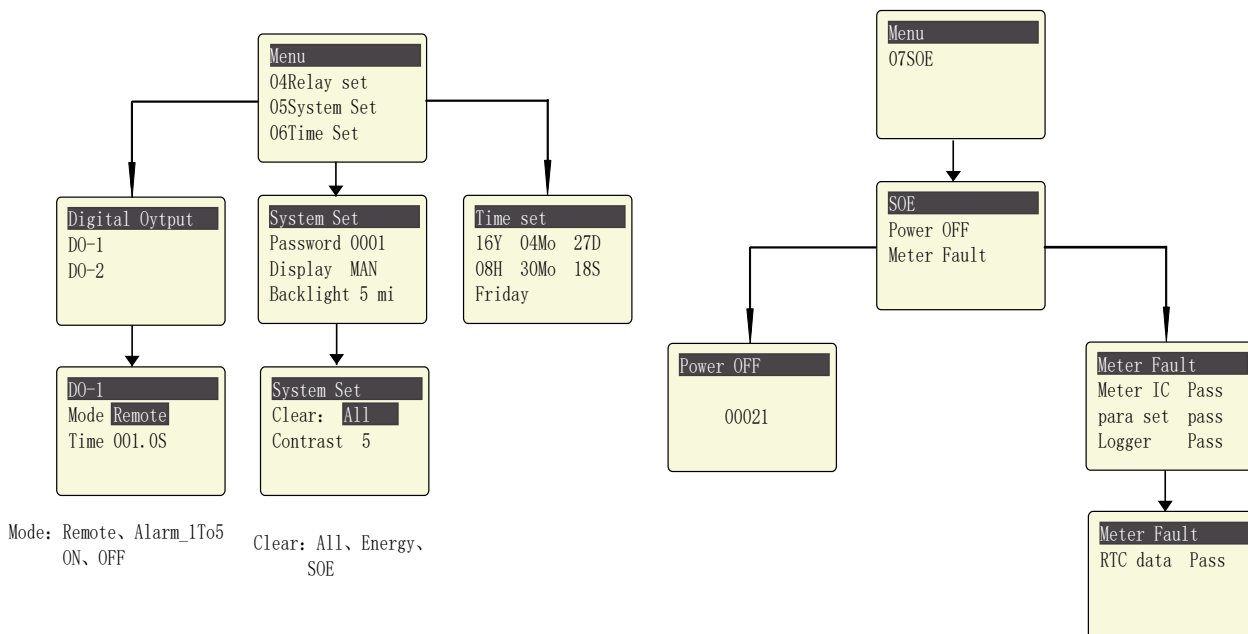 Menu
04Relay set
05System Set
06Time Set
Digital Oytput
DO-1
DO-2
System Set
Password 0001
Display MAN
Backlight 5 mi
Time set
16Y 04Mo 27D
08H 30Mo 18S
Friday
DO-1
Mode Remote
Time 001.0S
System Set
Clear: All
Contrast 5
Mode: Remote、Alarm_1To5
ON、OFF
Clear: All、Energy、
SOE
Menu
07SOE
SOE
Power OFF
Meter Fault
Power OFF
00021
Meter Fault
Meter IC Pass
para set pass
Logger Pass
Meter Fault
RTC data Pass